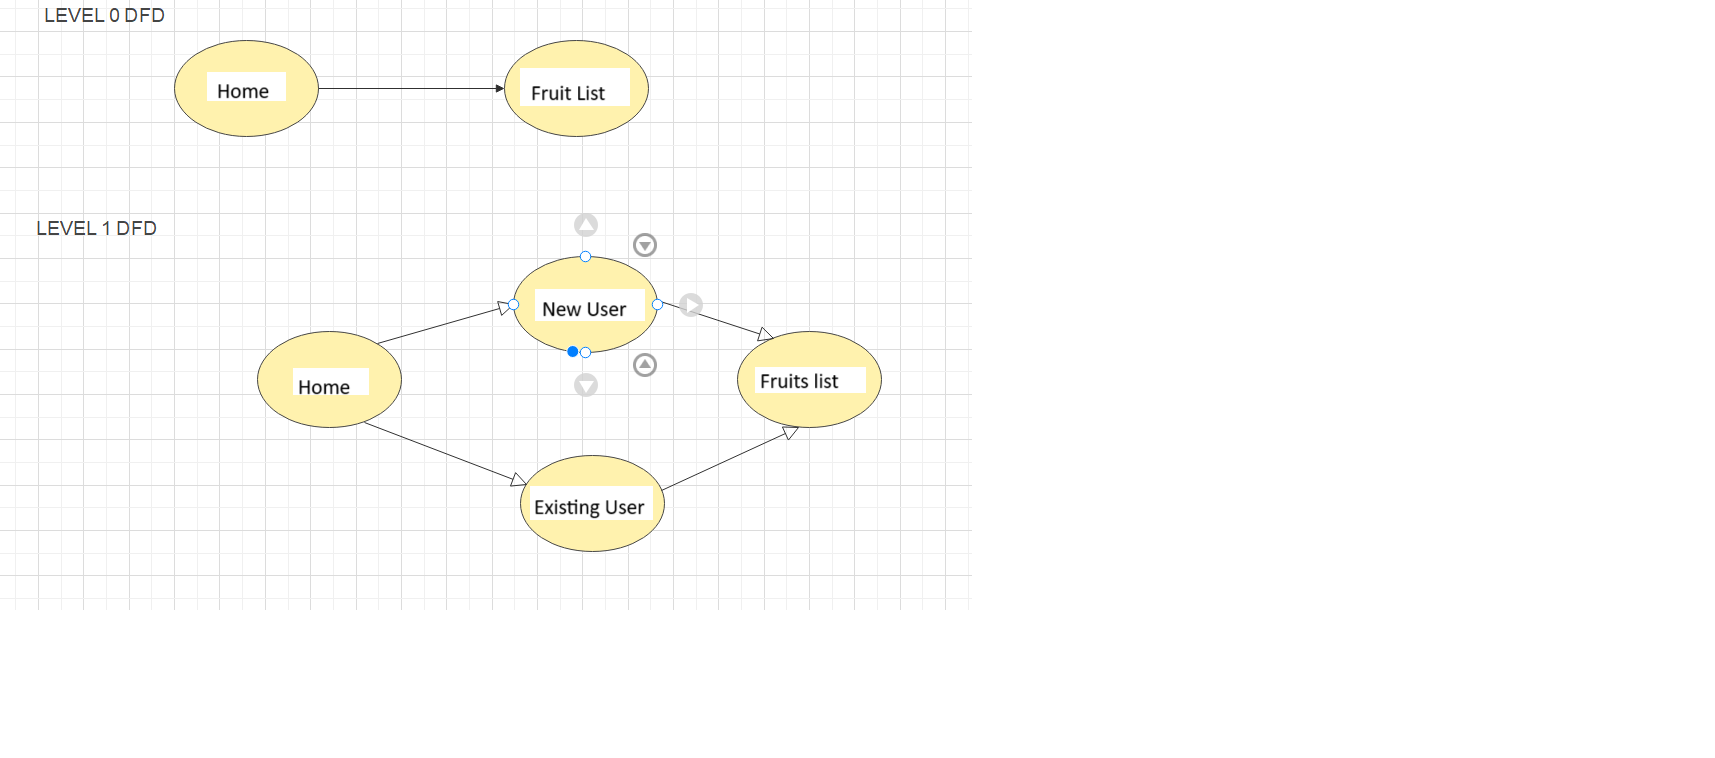 LEVEL 0 DFD
Home
Fruit List
LEVEL 1 DFD
New User
Home
Fruits list
Existing User